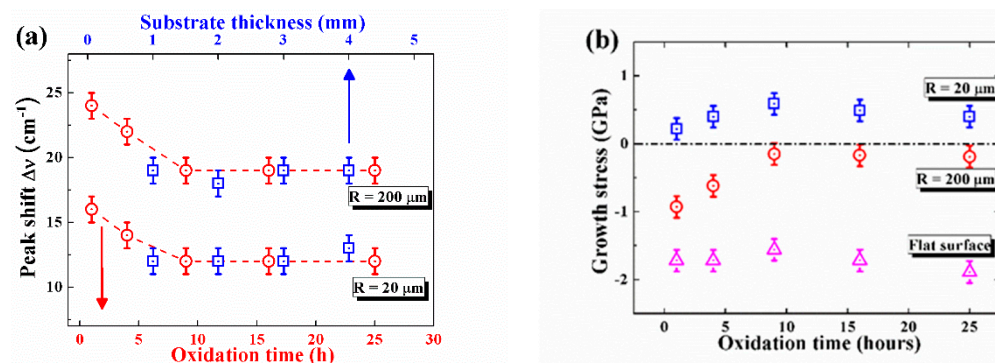 (a)
Substrate thickness (mm)
0 1 2 3 4 5
Peak shift Δν (cm⁻¹)
25
20
15
10
R = 200 μm
R = 20 μm
0 5 10 15 20 25 30
Oxidation time (h)
(b)
Growth stress (GPa)
1
0
-1
-2
R = 20 μm
R = 200 μm
Flat surface
0 5 10 15 20 25
Oxidation time (hours)